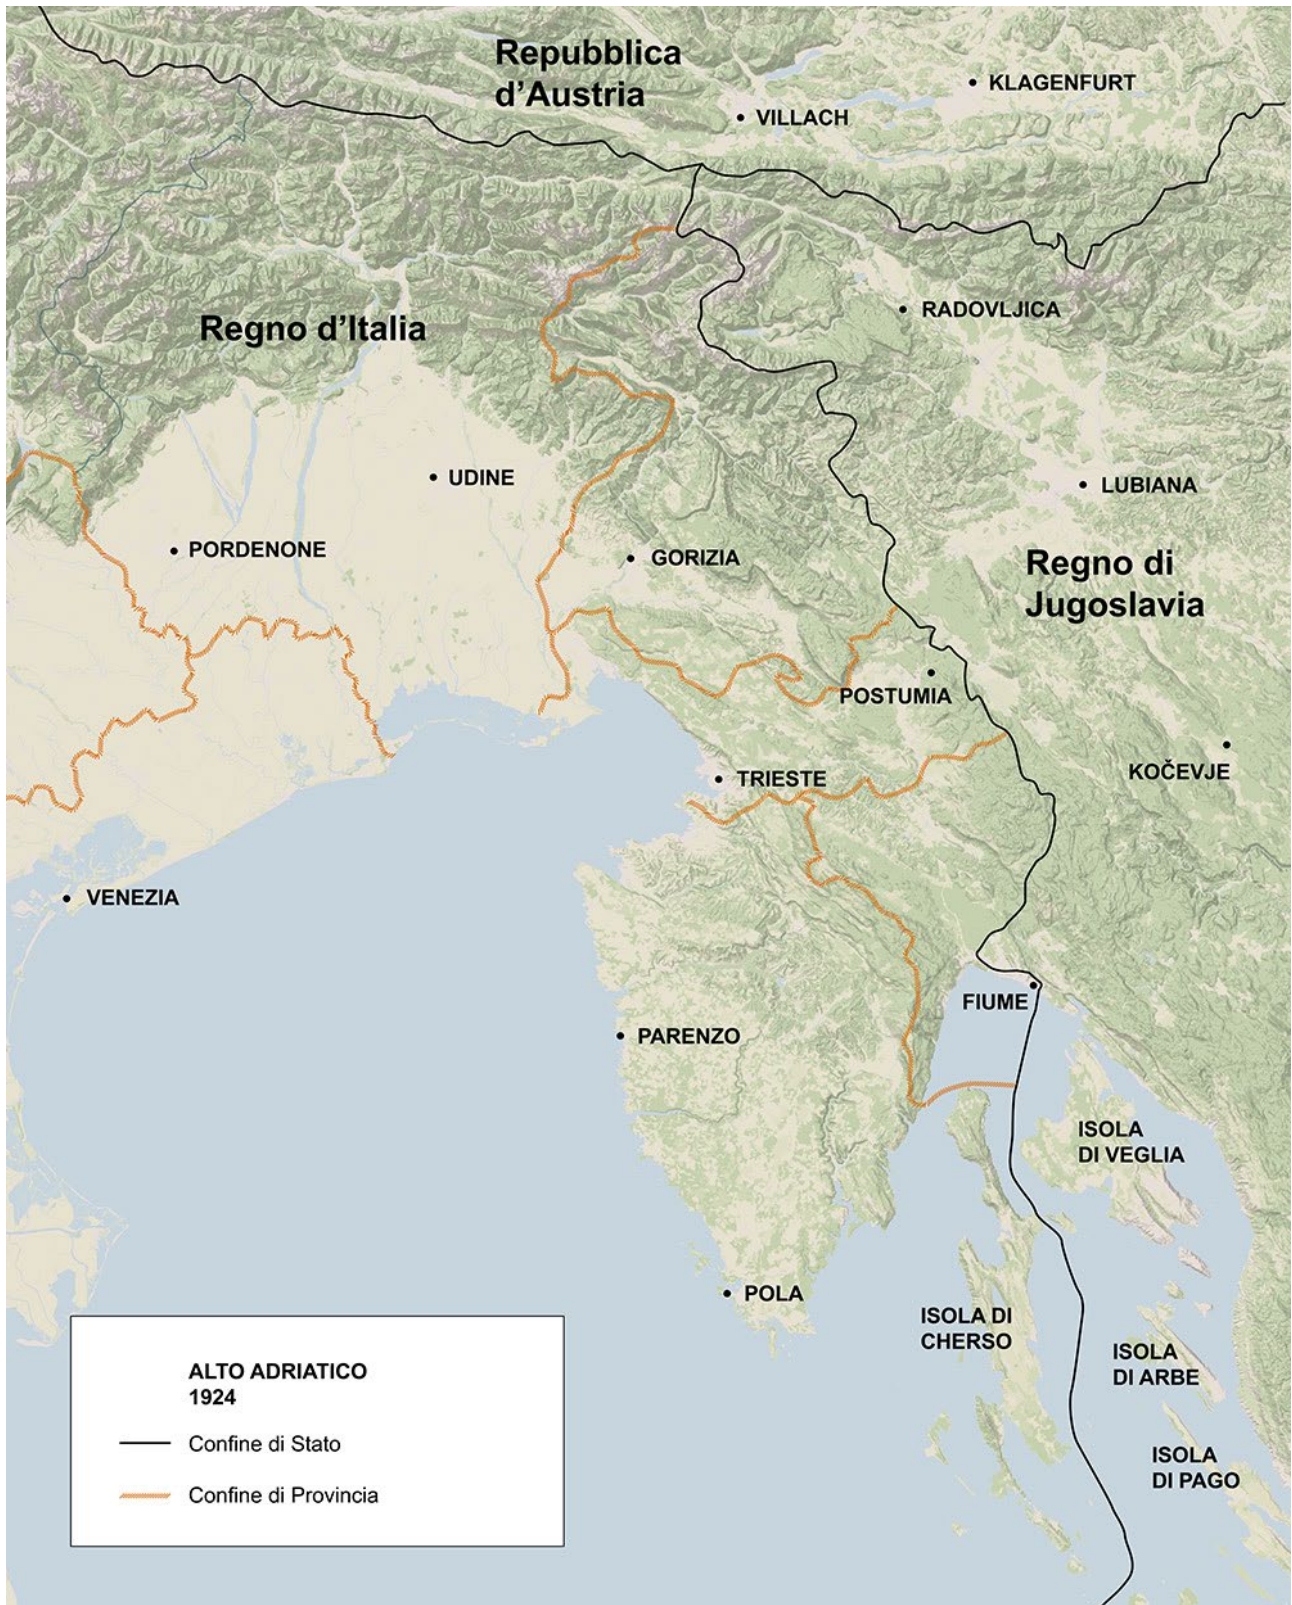 Repubblica
d’Austria
KLAGENFURT
VILLACH
Regno d’Italia
RADOVLJICA
UDINE
LUBIANA
PORDENONE
GORIZIA
Regno di
Jugoslavia
POSTUMIA
TRIESTE
KOČEVJE
VENEZIA
FIUME
PARENZO
ISOLA
DI VEGLIA
POLA
ISOLA DI
CHERSO
ISOLA
DI ARBE
ISOLA
DI PAGO
ALTO ADRIATICO
1924
Confine di Stato
Confine di Provincia